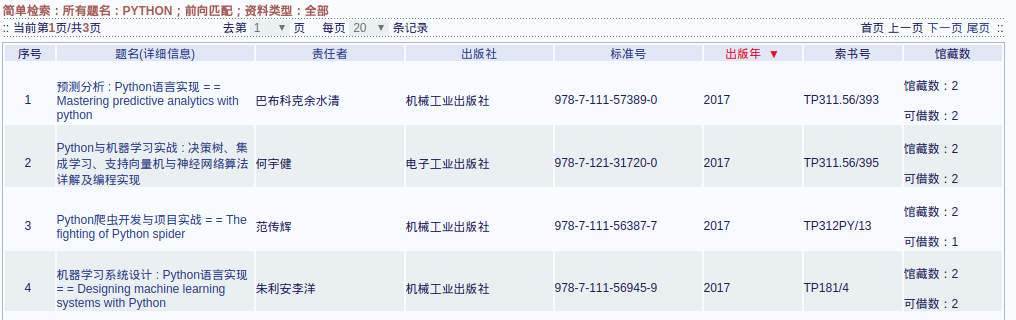 简单检索：所有题名：PYTHON；前向匹配；资料类型：全部
:: 当前第1页/共3页 去第 1 ▼ 页 每页 20 ▼ 条记录 首页 上一页 下一页 尾页 ::
序号 题名(详细信息) 责任者 出版社 标准号 出版年 ▼ 索书号 馆藏数
1 预测分析 : Python语言实现 = =
Mastering predictive analytics with
python
巴布科克余水清 机械工业出版社 978-7-111-57389-0 2017 TP311.56/393
馆藏数：2
可借数：2
2 Python与机器学习实战 : 决策树、集
成学习、支持向量机与神经网络算法
详解及编程实现
何宇健 电子工业出版社 978-7-121-31720-0 2017 TP311.56/395
馆藏数：2
可借数：2
3 Python爬虫开发与项目实战 = = The
fighting of Python spider
范传辉 机械工业出版社 978-7-111-56387-7 2017 TP312PY/13
馆藏数：2
可借数：1
4 机器学习系统设计 : Python语言实现
= = Designing machine learning
systems with Python
朱利安李洋 机械工业出版社 978-7-111-56945-9 2017 TP181/4
馆藏数：2
可借数：2